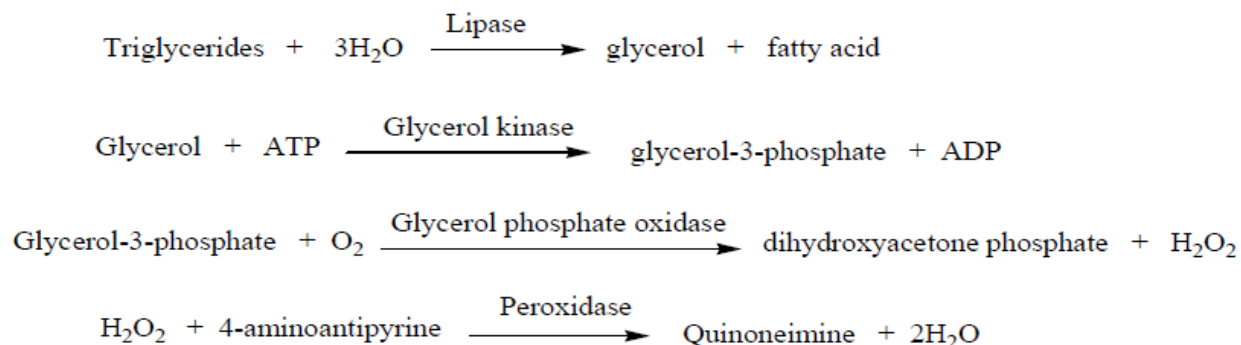 Lipase
Triglycerides + 3H₂O glycerol + fatty acid
Glycerol kinase
Glycerol + ATP glycerol-3-phosphate + ADP
Glycerol phosphate oxidase
Glycerol-3-phosphate + O₂ dihydroxyacetone phosphate + H₂O₂
Peroxidase
H₂O₂ + 4-aminoantipyrine Quinoneimine + 2H₂O